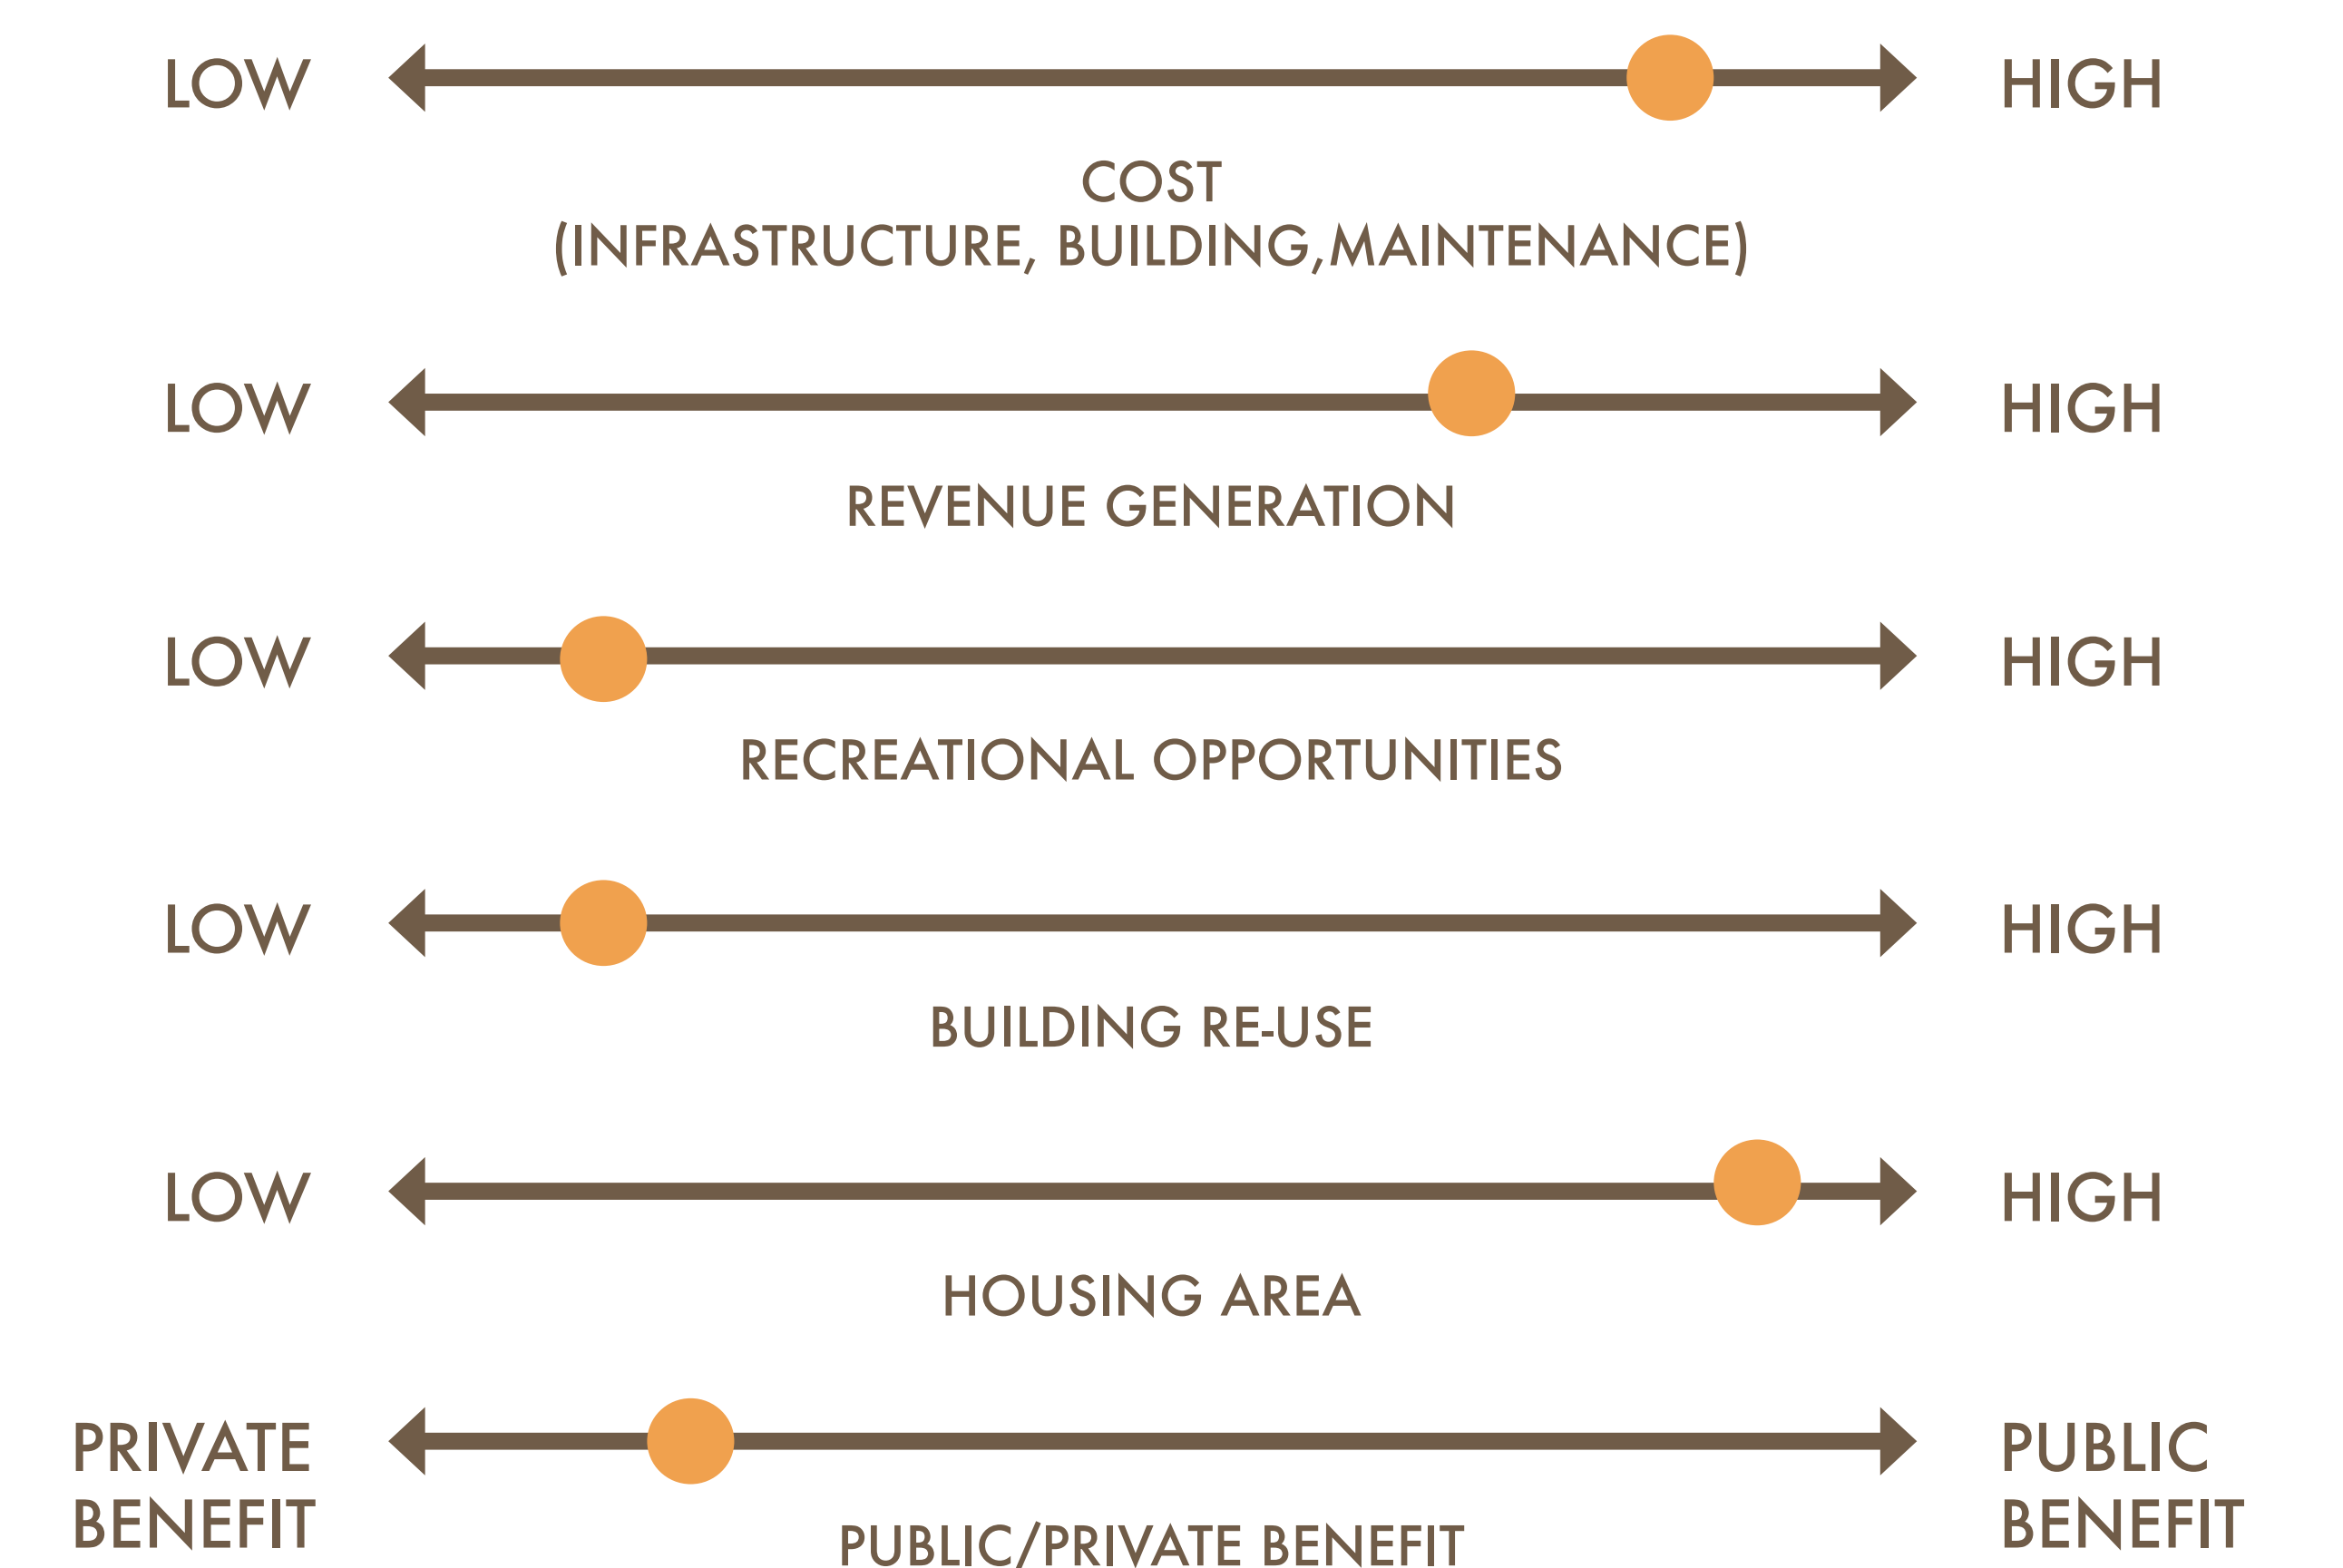 LOW HIGH
COST
(INFRASTRUCTURE, BUILDING,MAINTENANCE)
LOW HIGH
REVENUE GENERATION
LOW HIGH
RECREATIONAL OPPORTUNITIES
LOW HIGH
BUILDING RE-USE
LOW HIGH
HOUSING AREA
PRIVATE PUBLIC
BENEFIT BENEFIT
PUBLIC/PRIVATE BENEFIT